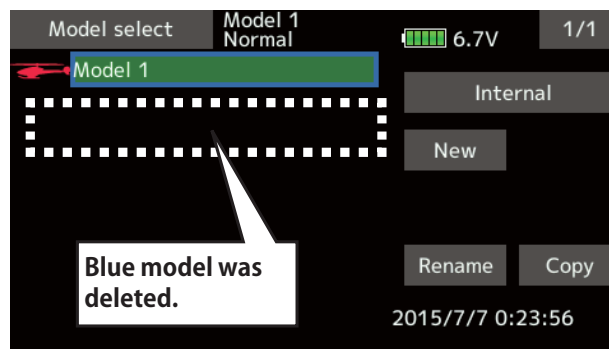 Model select
Model 1
Normal
6.7V
1/1
Model 1
Internal
New
Blue model was
deleted.
Rename
Copy
2015/7/7 0:23:56